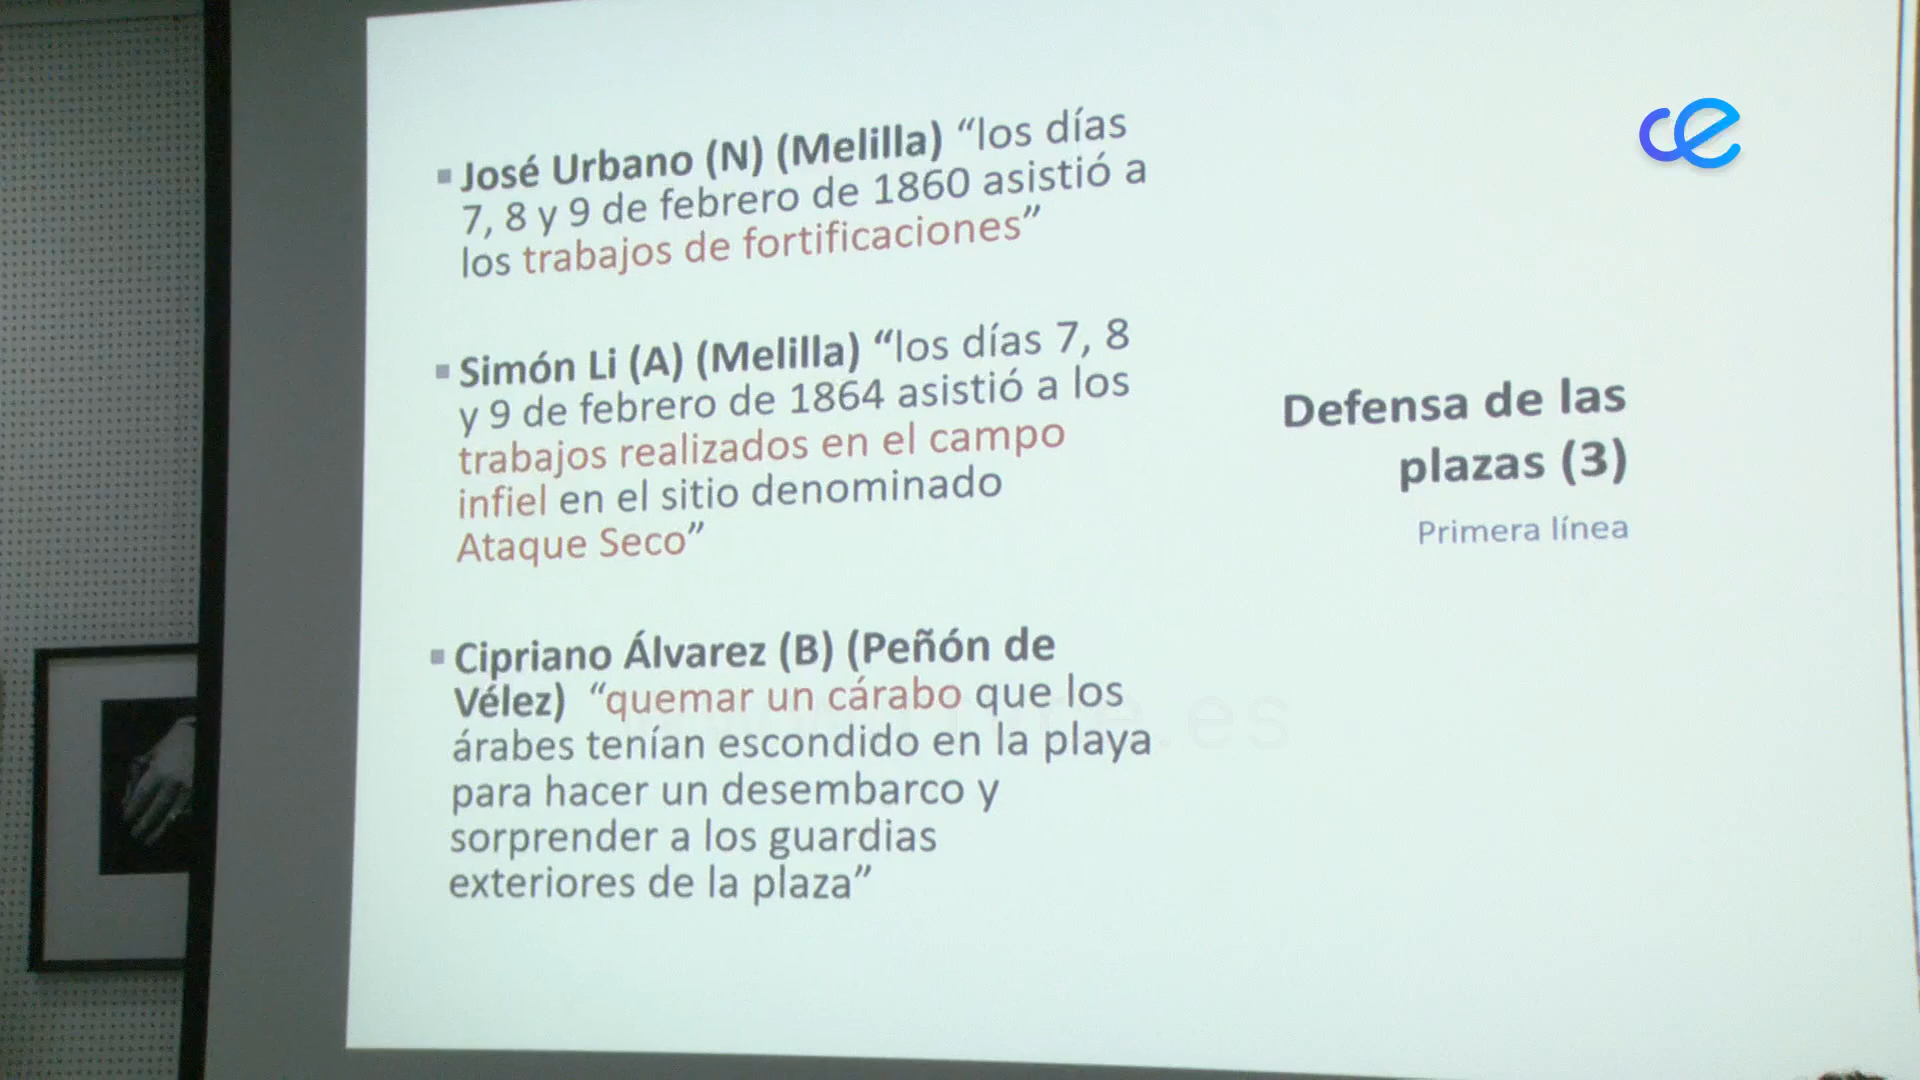 José Urbano (N) (Melilla) “los días
7, 8 y 9 de febrero de 1860 asistió a
los trabajos de fortificaciones”
Simón Li (A) (Melilla) “los días 7, 8
y 9 de febrero de 1864 asistió a los
trabajos realizados en el campo
infiel en el sitio denominado
Ataque Seco”
Cipriano Álvarez (B) (Peñón de
Vélez) “quemar un cárabo que los
árabes tenían escondido en la playa
para hacer un desembarco y
sorprender a los guardias
exteriores de la plaza”
Defensa de las
plazas (3)
Primera línea
ce